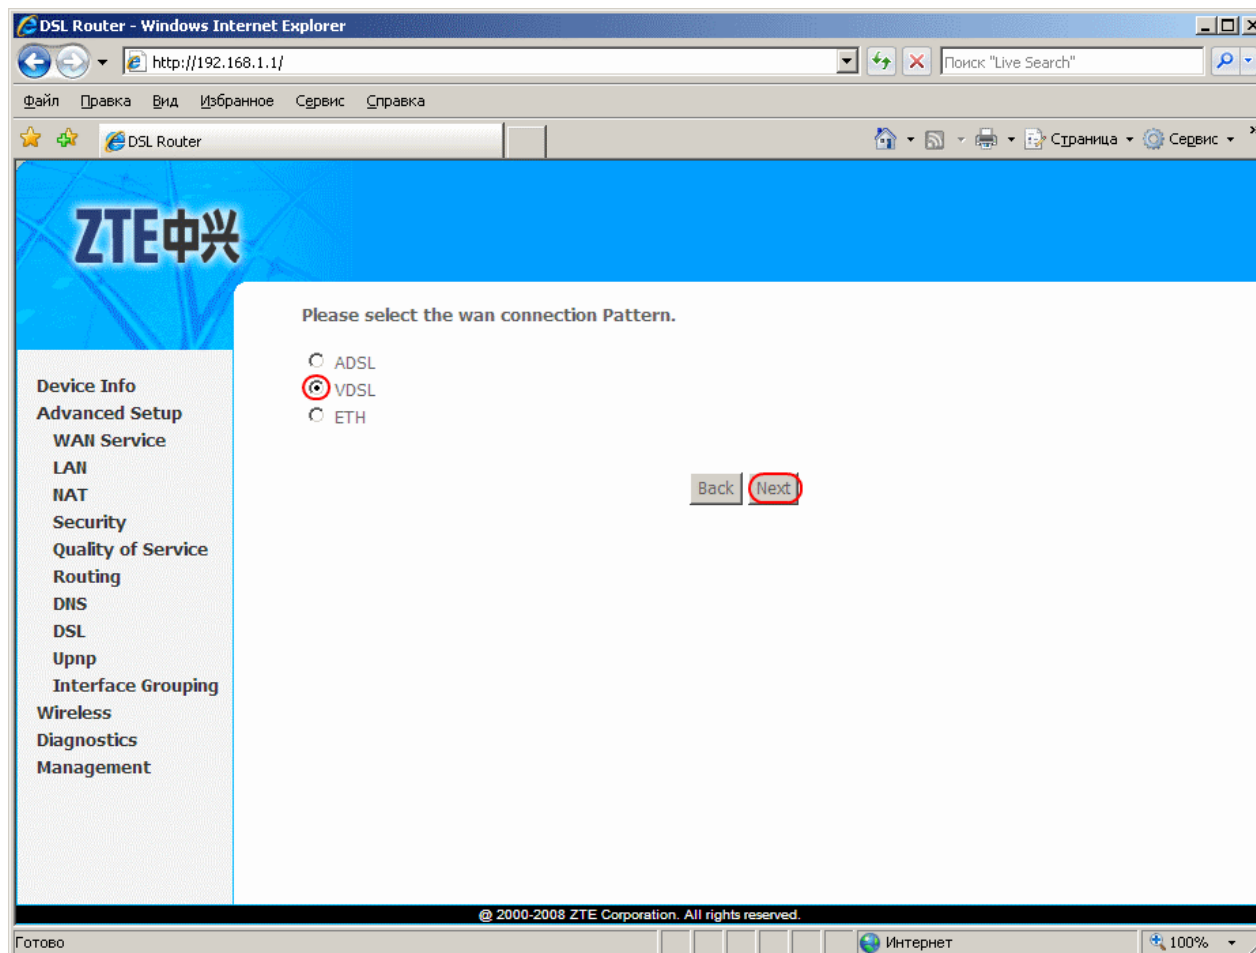 DSL Router - Windows Internet Explorer
http://192.168.1.1/
Поиск "Live Search"
Файл Правка Вид Избранное Сервис Справка
DSL Router
Страница
Сервис
ZTE中兴
Please select the wan connection Pattern.
ADSL
VDSL
ETH
Back Next
Device Info
Advanced Setup
WAN Service
LAN
NAT
Security
Quality of Service
Routing
DNS
DSL
Upnp
Interface Grouping
Wireless
Diagnostics
Management
@ 2000-2008 ZTE Corporation. All rights reserved.
Готово
Интернет
100%